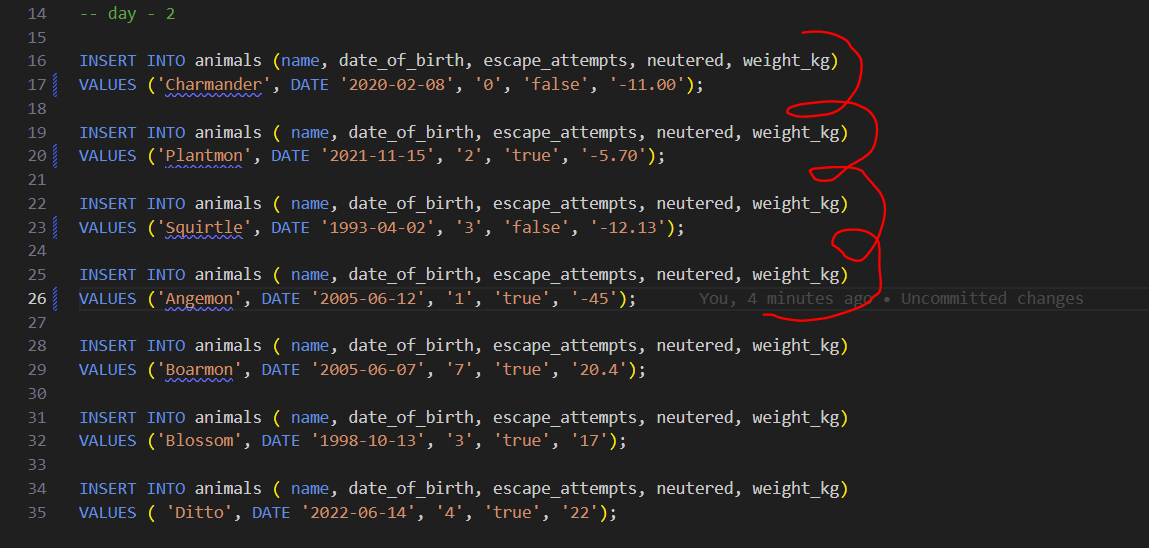 14 -- day - 2
15
16 INSERT INTO animals (name, date_of_birth, escape_attempts, neutered, weight_kg)
17 VALUES ('Charmander', DATE '2020-02-08', '0', 'false', '-11.00');
18
19 INSERT INTO animals ( name, date_of_birth, escape_attempts, neutered, weight_kg)
20 VALUES ('Plantmon', DATE '2021-11-15', '2', 'true', '-5.70');
21
22 INSERT INTO animals ( name, date_of_birth, escape_attempts, neutered, weight_kg)
23 VALUES ('Squirtle', DATE '1993-04-02', '3', 'false', '-12.13');
24
25 INSERT INTO animals ( name, date_of_birth, escape_attempts, neutered, weight_kg)
26 VALUES ('Angemon', DATE '2005-06-12', '1', 'true', '-45'); You, 4 minutes ago • Uncommitted changes
27
28 INSERT INTO animals ( name, date_of_birth, escape_attempts, neutered, weight_kg)
29 VALUES ('Boarmon', DATE '2005-06-07', '7', 'true', '20.4');
30
31 INSERT INTO animals ( name, date_of_birth, escape_attempts, neutered, weight_kg)
32 VALUES ('Blossom', DATE '1998-10-13', '3', 'true', '17');
33
34 INSERT INTO animals ( name, date_of_birth, escape_attempts, neutered, weight_kg)
35 VALUES ( 'Ditto', DATE '2022-06-14', '4', 'true', '22');